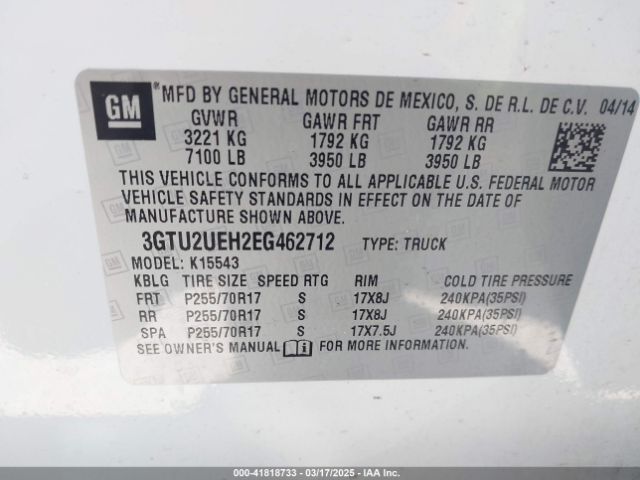 GM
*MFD BY GENERAL MOTORS DE MEXICO, S. DE R.L. DE C.V. 04/14
GVWR GAWR FRT GAWR RR
3221 KG 1792 KG 1792 KG
7100 LB 3950 LB 3950 LB
THIS VEHICLE CONFORMS TO ALL APPLICABLE U.S. FEDERAL MOTOR
VEHICLE SAFETY STANDARDS IN EFFECT ON THE DATE OF
MANUFACTURE SHOWN ABOVE.
3GTU2UEH2EG462712 TYPE: TRUCK
MODEL: K15543
KBLG TIRE SIZE SPEED RTG RIM COLD TIRE PRESSURE
FRT P255/70R17 S 17X8J 240KPA(35PSI)
RR P255/70R17 S 17X8J 240KPA(35PSI)
SPA P255/70R17 S 17X7.5J 240KPA(35PSI)
SEE OWNER'S MANUAL FOR MORE INFORMATION.
000-41818733 — 03/17/2025 — IAA, Inc.